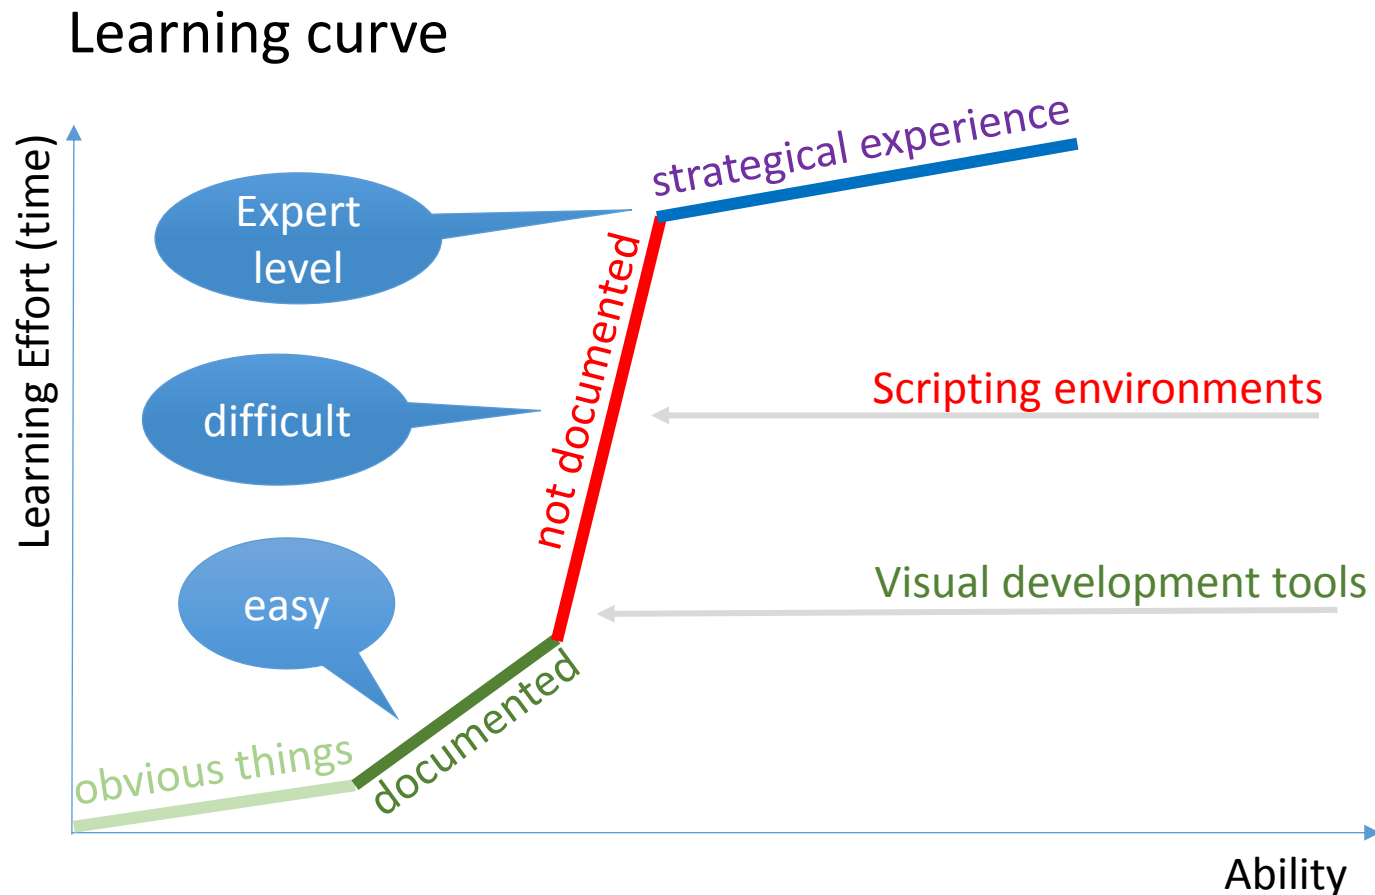 Learning curve
Learning Effort (time)
strategical experience
Expert
level
not documented
difficult
Scripting environments
Visual development tools
easy
documented
obvious things
Ability